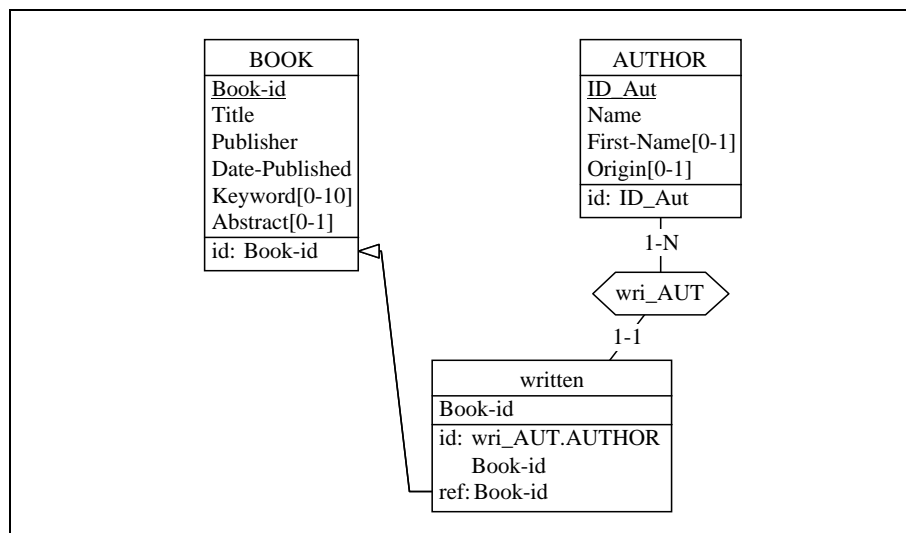 BOOK
Book-id
Title
Publisher
Date-Published
Keyword[0-10]
Abstract[0-1]
id: Book-id
AUTHOR
ID_Aut
Name
First-Name[0-1]
Origin[0-1]
id: ID_Aut
1-N
wri_AUT
1-1
written
Book-id
id: wri_AUT.AUTHOR
Book-id
ref: Book-id